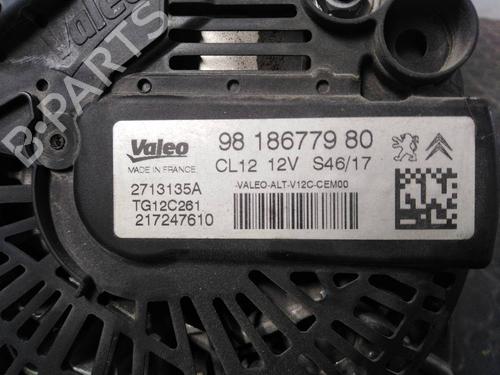 Valeo
B-PARTS
Valeo
MADE IN FRANCE
98 186779 80
CL12 12V S46/17
2713135A
TG12C261
217247610
-VALEO-ALT-V12C-CEM00